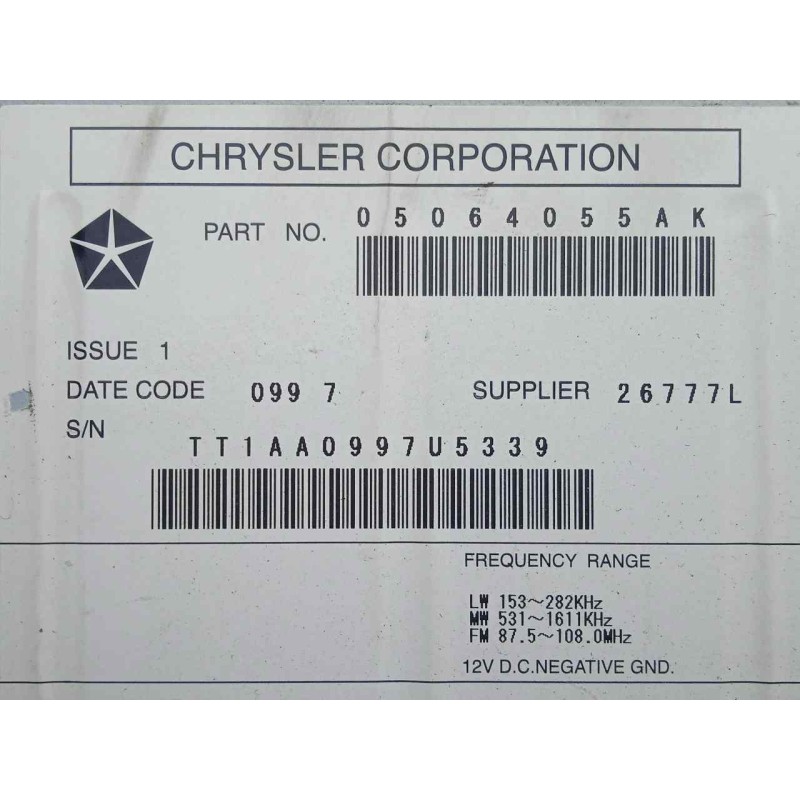 CHRYSLER CORPORATION
PART NO. 05064055AK
ISSUE 1
DATE CODE 099 7 SUPPLIER 26777L
S/N
TT1AA0997U5339
FREQUENCY RANGE
LW 153~282KHz
MW 531~1611KHz
FM 87.5~108.0MHz
12V D.C.NEGATIVE GND.